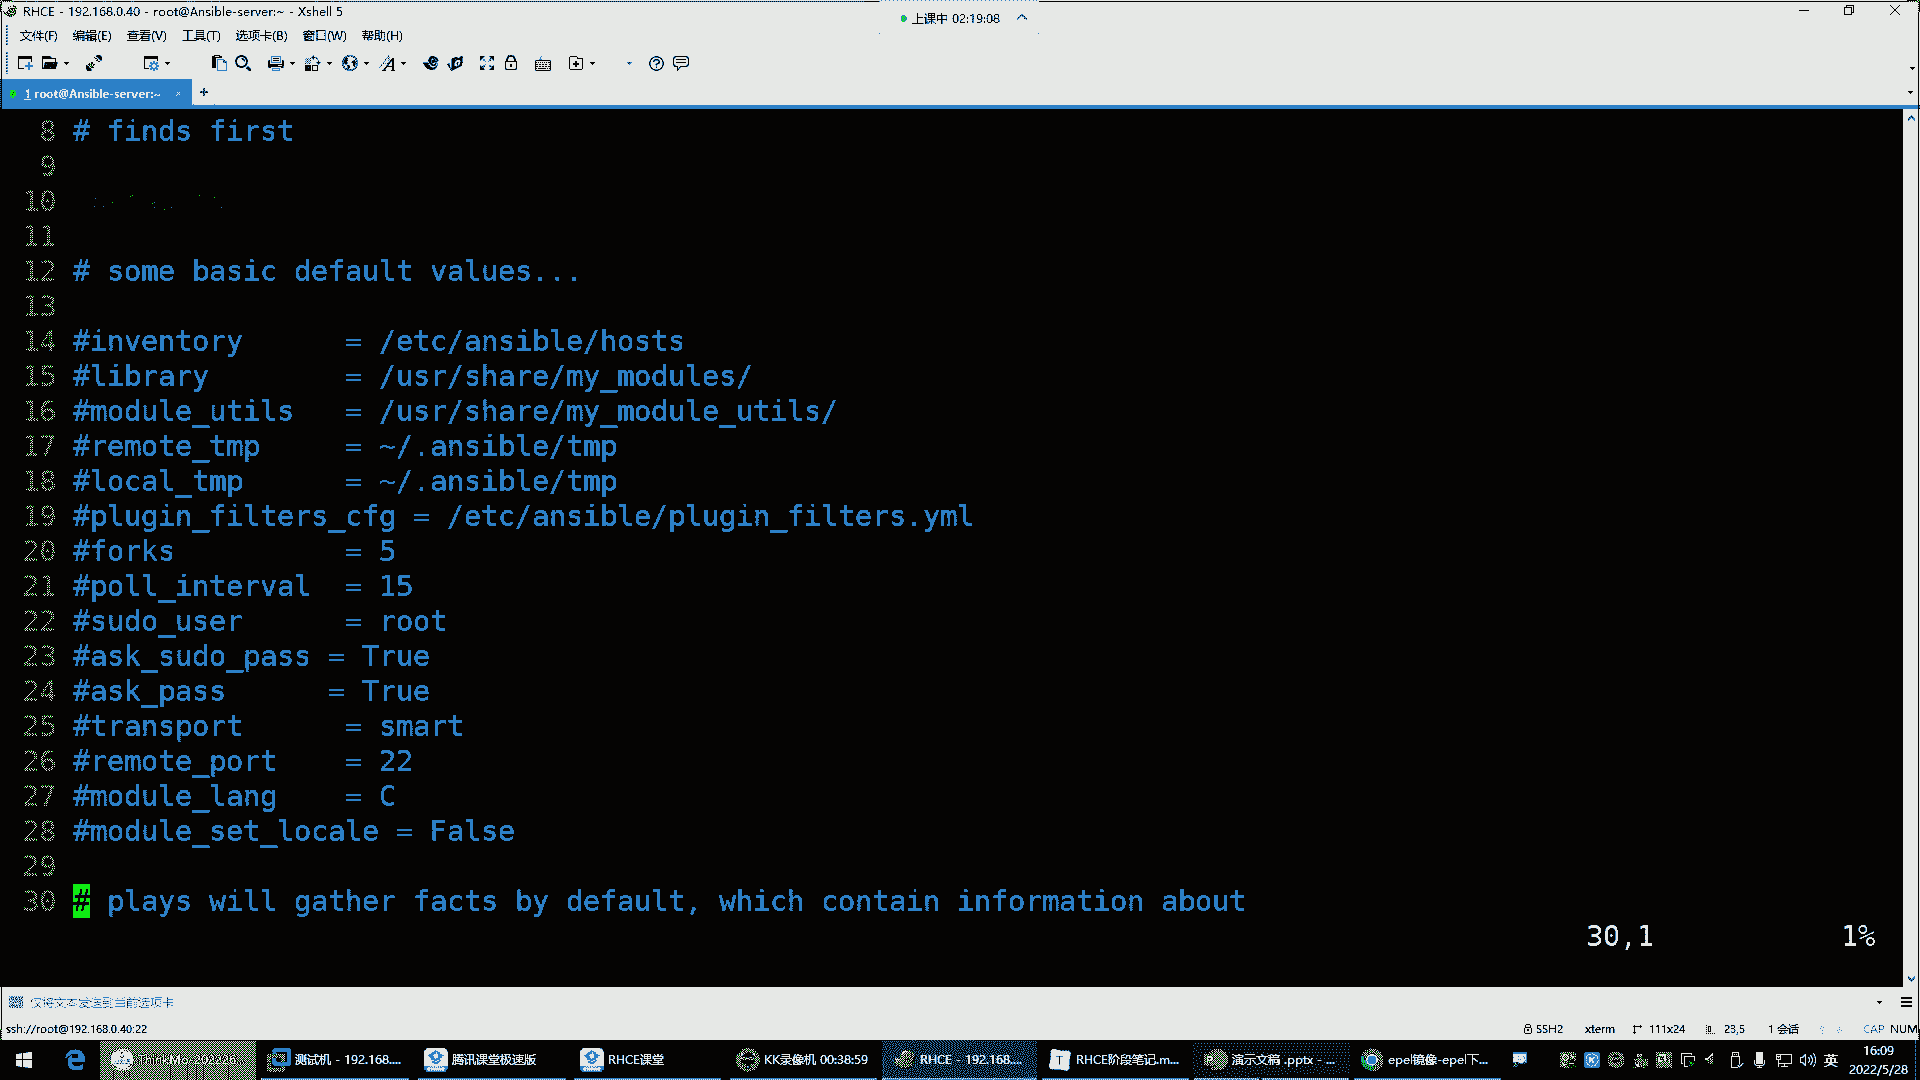 RHCE - 192.168.0.40 - root@Ansible-server:~ - Xshell 5
上课中 02:19:08
文件(F) 编辑(E) 查看(V) 工具(T) 选项卡(B) 窗口(W) 帮助(H)
1 root@Ansible-server:~
8 # finds first
9
10
11
12 # some basic default values...
13
14 #inventory      = /etc/ansible/hosts
15 #library        = /usr/share/my_modules/
16 #module_utils   = /usr/share/my_module_utils/
17 #remote_tmp     = ~/.ansible/tmp
18 #local_tmp      = ~/.ansible/tmp
19 #plugin_filters_cfg = /etc/ansible/plugin_filters.yml
20 #forks          = 5
21 #poll_interval  = 15
22 #sudo_user      = root
23 #ask_sudo_pass = True
24 #ask_pass      = True
25 #transport      = smart
26 #remote_port    = 22
27 #module_lang    = C
28 #module_set_locale = False
29
30 # plays will gather facts by default, which contain information about
30,1 1%
仅将文本发送到当前选项卡
ssh://root@192.168.0.40:22 SSH2 xterm 111x24 23,5 1 会话 CAP NUM
测试机 - 192.168.... 腾讯课堂极速版 RHCE课堂 KK录像机 00:38:59 RHCE - 192.168.... RHCE阶段笔记.m... 演示文稿 .pptx - ... epel镜像-epel下... 英 16:09
2022/5/28